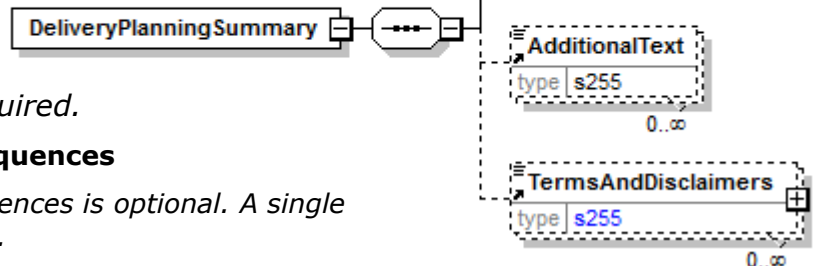 DeliveryPlanningSummary
AdditionalText
type s255
0..∞
uired.
quences
ences is optional. A single
.
TermsAndDisclaimers
type s255
0..∞